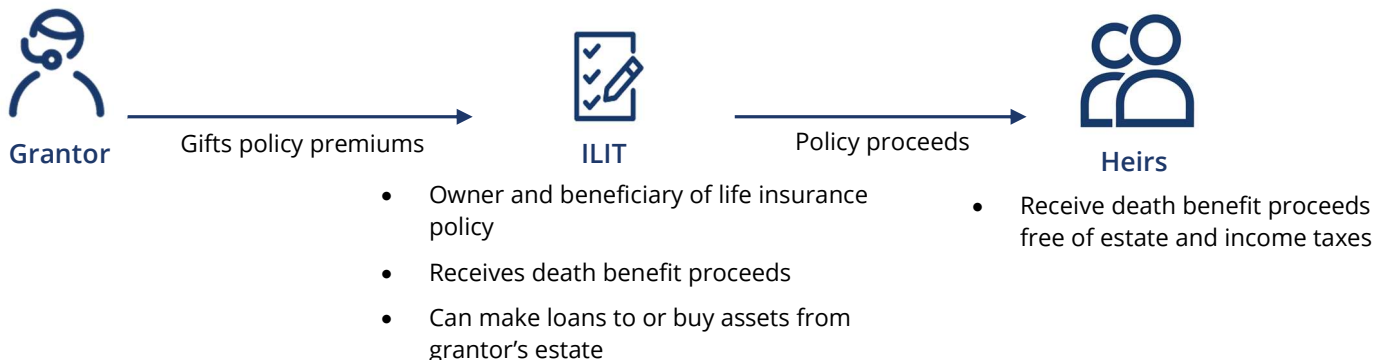 Grantor
Gifts policy premiums
ILIT
Policy proceeds
Heirs
• Owner and beneficiary of life insurance
policy
• Receives death benefit proceeds
• Can make loans to or buy assets from
grantor's estate
• Receive death benefit proceeds
free of estate and income taxes